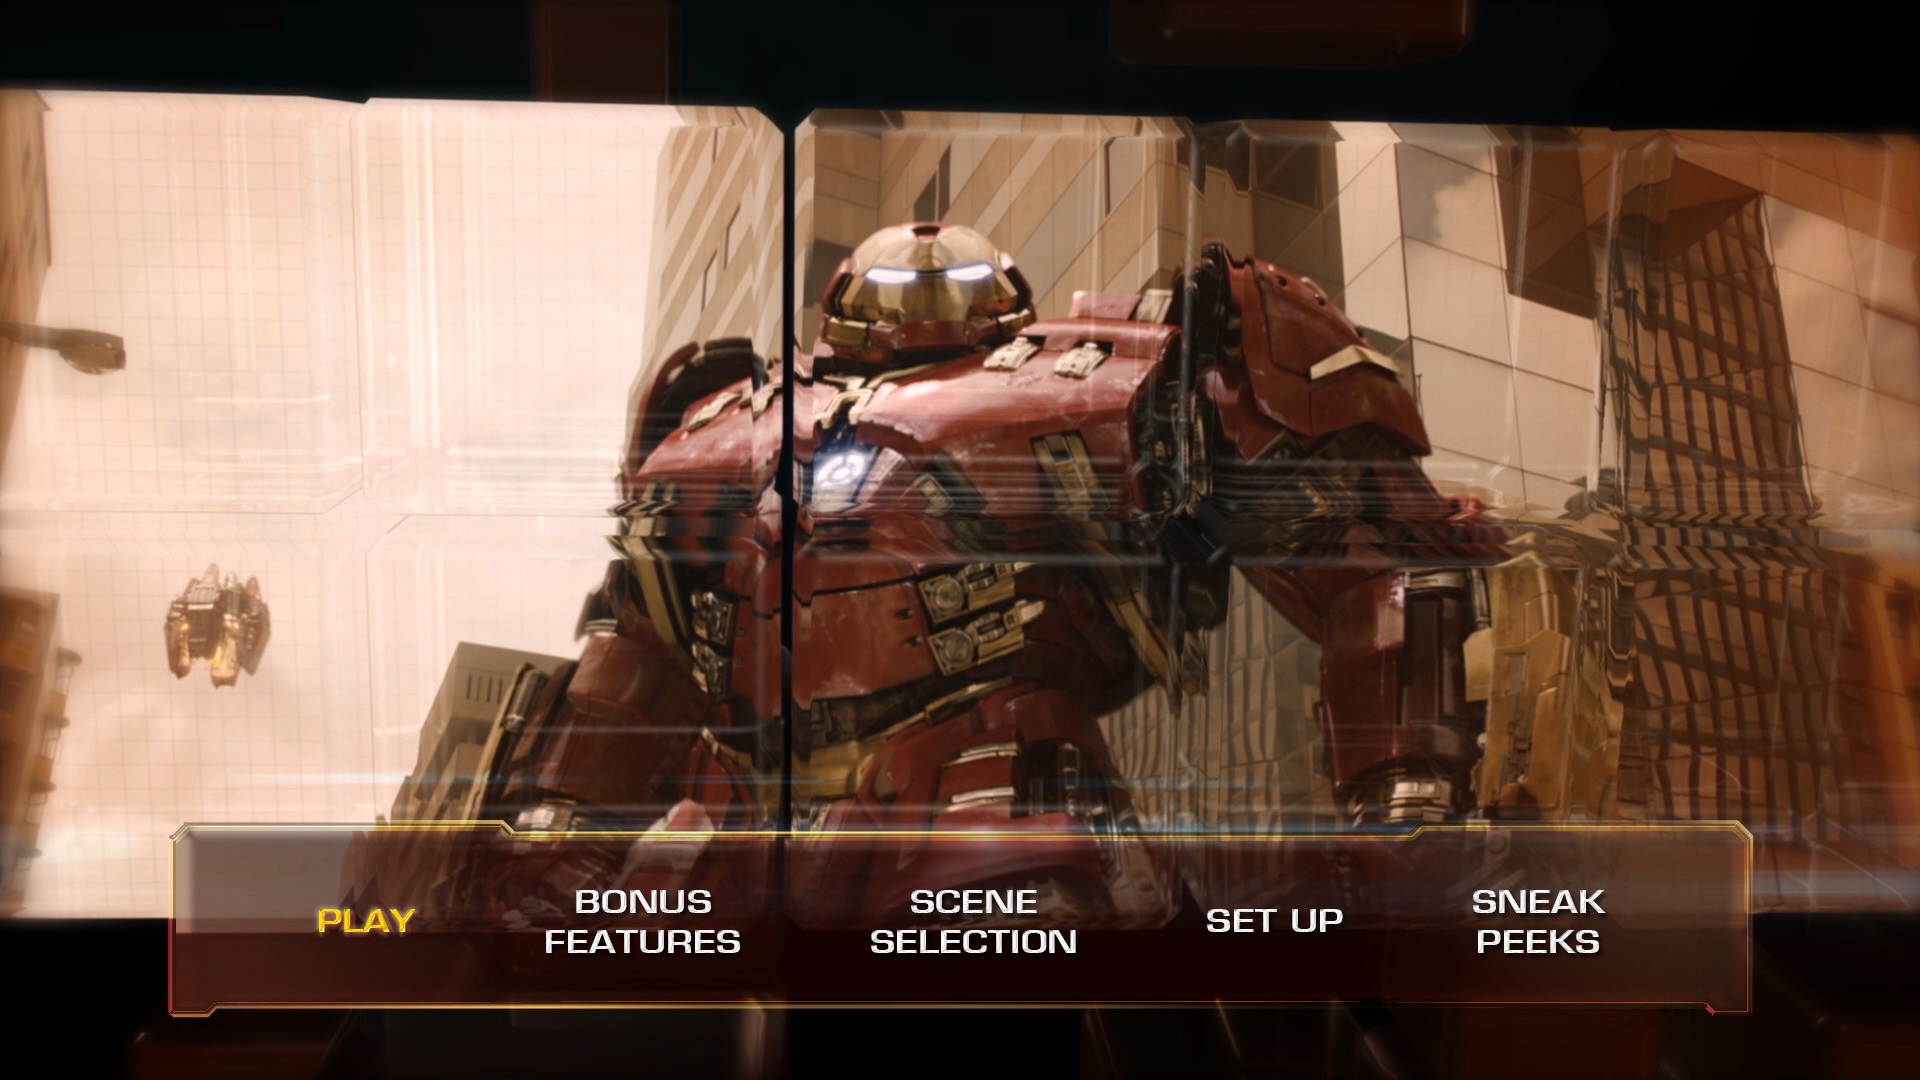 PLAY
BONUS
FEATURES
SCENE
SELECTION
SET UP
SNEAK
PEEKS